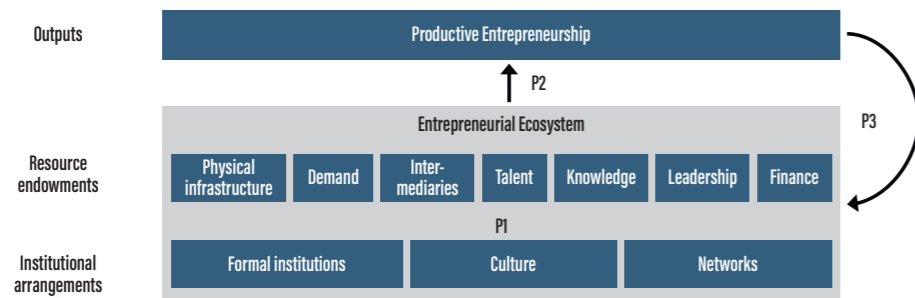 Outputs
Productive Entrepreneurship
P2
P3
Entrepreneurial Ecosystem
Resource
endowments
Physical
infrastructure
Demand
Inter-
mediaries
Talent
Knowledge
Leadership
Finance
P1
Institutional
arrangements
Formal institutions
Culture
Networks